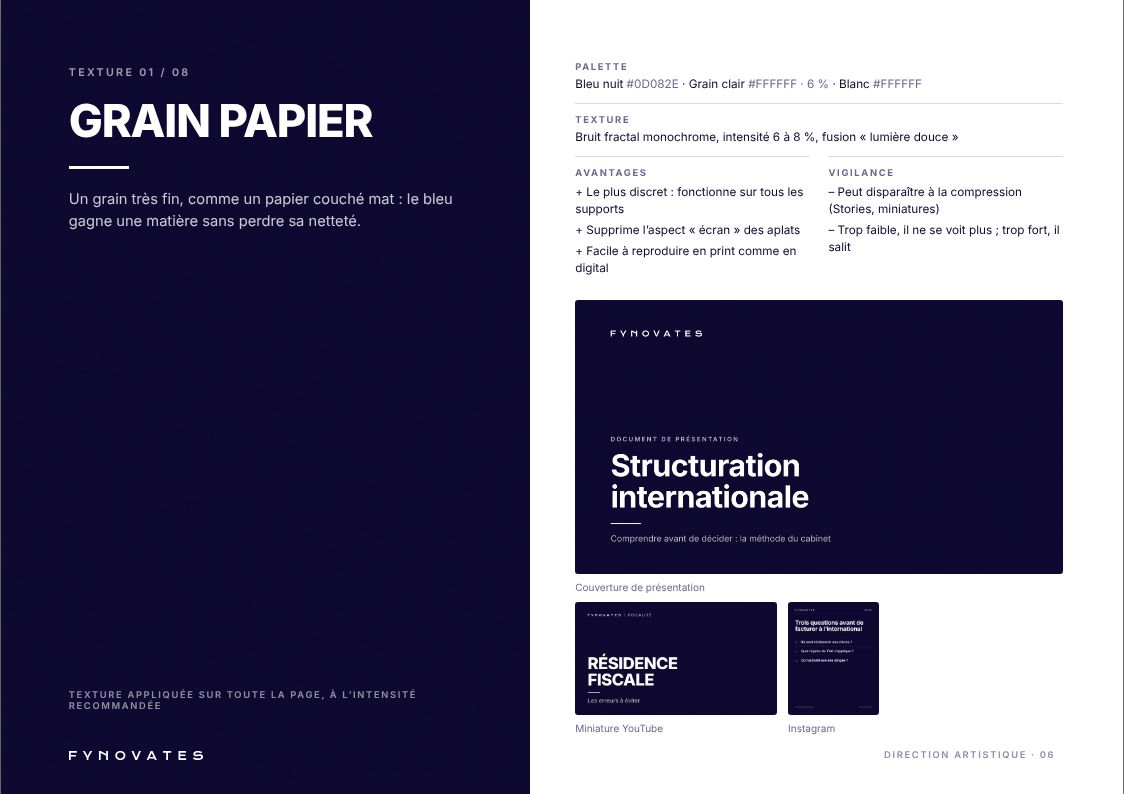 TEXTURE 01 / 08
GRAIN PAPIER
Un grain très fin, comme un papier couché mat : le bleu
gagne une matière sans perdre sa netteté.
TEXTURE APPLIQUÉE SUR TOUTE LA PAGE, À L’INTENSITÉ
RECOMMANDÉE
FYNOVATES
PALETTE
Bleu nuit #0D082E · Grain clair #FFFFFF · 6 % · Blanc #FFFFFF
TEXTURE
Bruit fractal monochrome, intensité 6 à 8 %, fusion « lumière douce »
AVANTAGES
+ Le plus discret : fonctionne sur tous les
supports
+ Supprime l’aspect « écran » des aplats
+ Facile à reproduire en print comme en
digital
VIGILANCE
– Peut disparaître à la compression
(Stories, miniatures)
– Trop faible, il ne se voit plus ; trop fort, il
salit
FYNOVATES
DOCUMENT DE PRÉSENTATION
Structuration
internationale
Comprendre avant de décider : la méthode du cabinet
Couverture de présentation
FYNOVATES | FISCALITÉ
RÉSIDENCE
FISCALE
Les erreurs à éviter
Miniature YouTube
FYNOVATES
Trois questions avant de
facturer à l’international
Instagram
DIRECTION ARTISTIQUE · 06